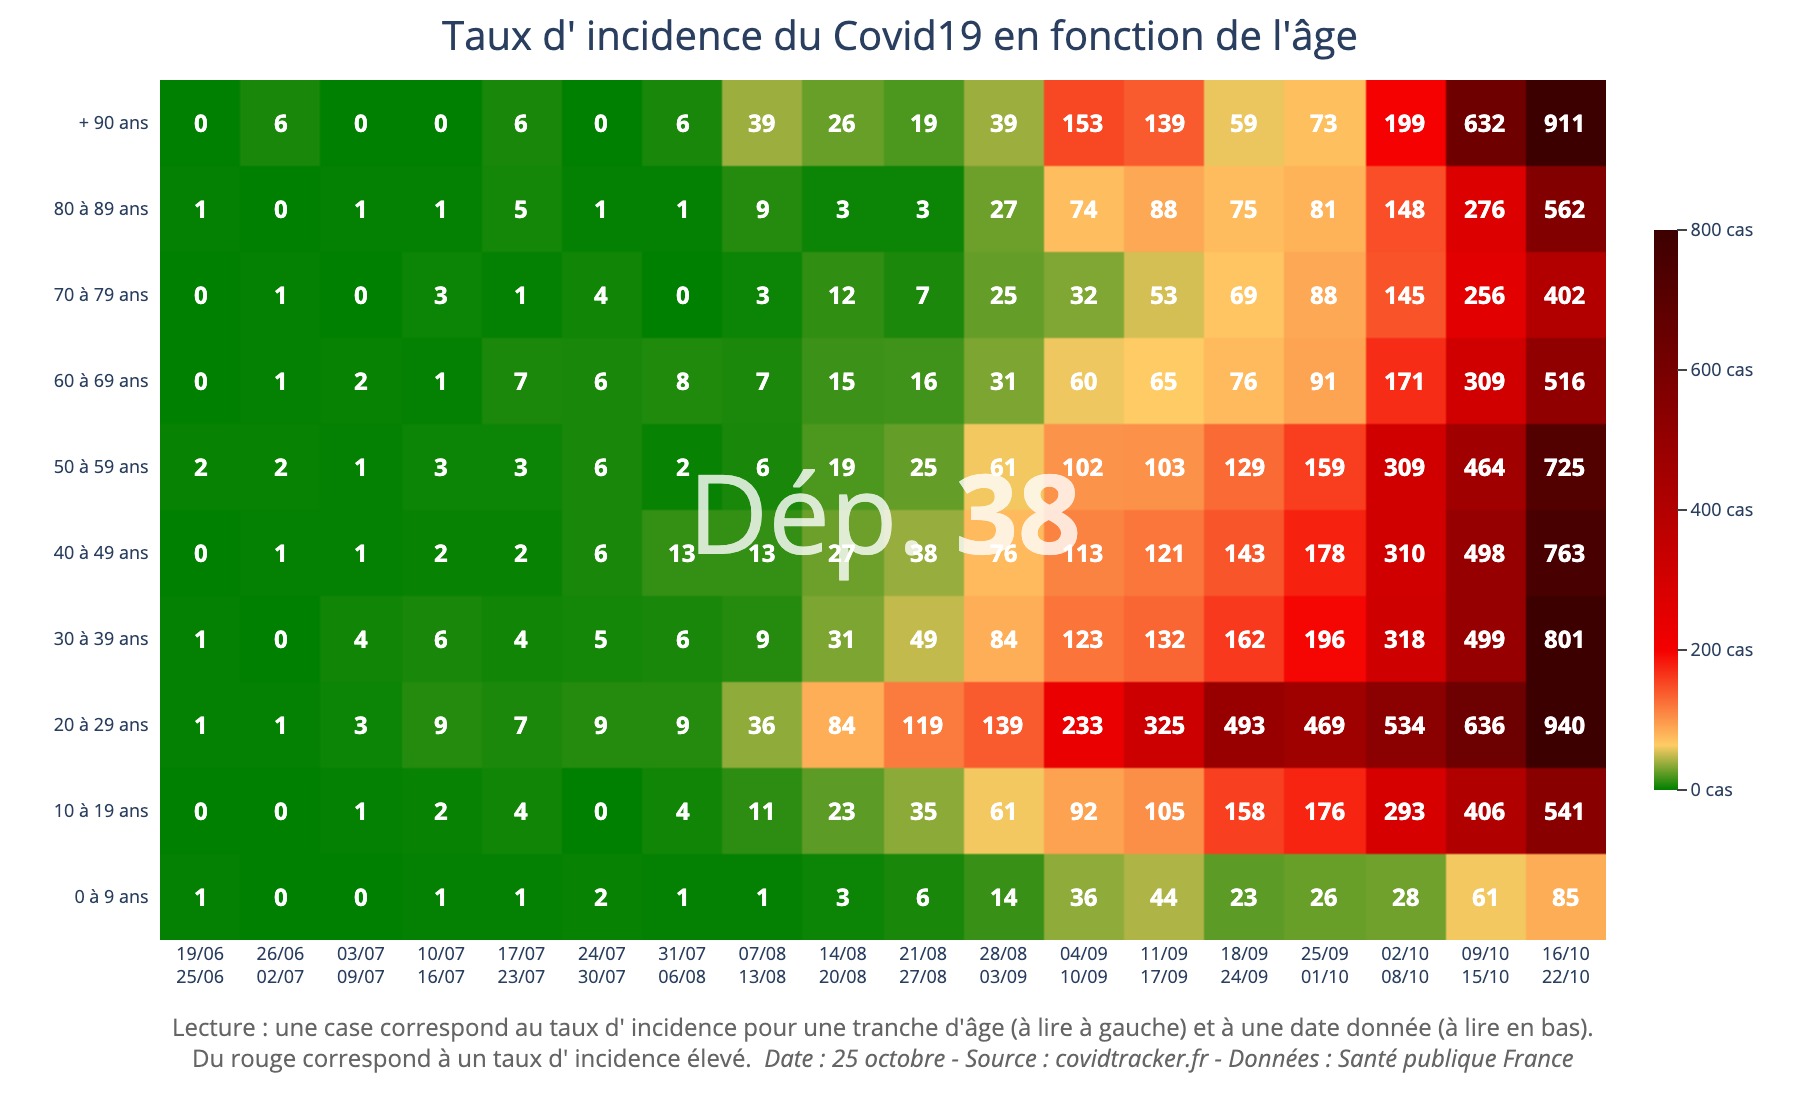 Taux d' incidence du Covid19 en fonction de l'âge
+ 90 ans 0 6 0 0 6 0 6 39 26 19 39 153 139 59 73 199 632 911
80 à 89 ans 1 0 1 1 5 1 1 9 3 3 27 74 88 75 81 148 276 562
70 à 79 ans 0 1 0 3 1 4 0 3 12 7 25 32 53 69 88 145 256 402
60 à 69 ans 0 1 2 1 7 6 8 7 15 16 31 60 65 76 91 171 309 516
50 à 59 ans 2 2 1 3 3 6 2 6 19 25 61 102 103 129 159 309 464 725
Dép. 38
40 à 49 ans 0 1 1 2 2 6 13 13 27 38 76 113 121 143 178 310 498 763
30 à 39 ans 1 0 4 6 4 5 6 9 31 49 84 123 132 162 196 318 499 801
20 à 29 ans 1 1 3 9 7 9 9 36 84 119 139 233 325 493 469 534 636 940
10 à 19 ans 0 0 1 2 4 0 4 11 23 35 61 92 105 158 176 293 406 541
0 à 9 ans 1 0 0 1 1 2 1 1 3 6 14 36 44 23 26 28 61 85
19/06 26/06 03/07 10/07 17/07 24/07 31/07 07/08 14/08 21/08 28/08 04/09 11/09 18/09 25/09 02/10 09/10 16/10
25/06 02/07 09/07 16/07 23/07 30/07 06/08 13/08 20/08 27/08 03/09 10/09 17/09 24/09 01/10 08/10 15/10 22/10
800 cas
600 cas
400 cas
200 cas
0 cas
Lecture : une case correspond au taux d' incidence pour une tranche d'âge (à lire à gauche) et à une date donnée (à lire en bas).
Du rouge correspond à un taux d' incidence élevé. Date : 25 octobre - Source : covidtracker.fr - Données : Santé publique France